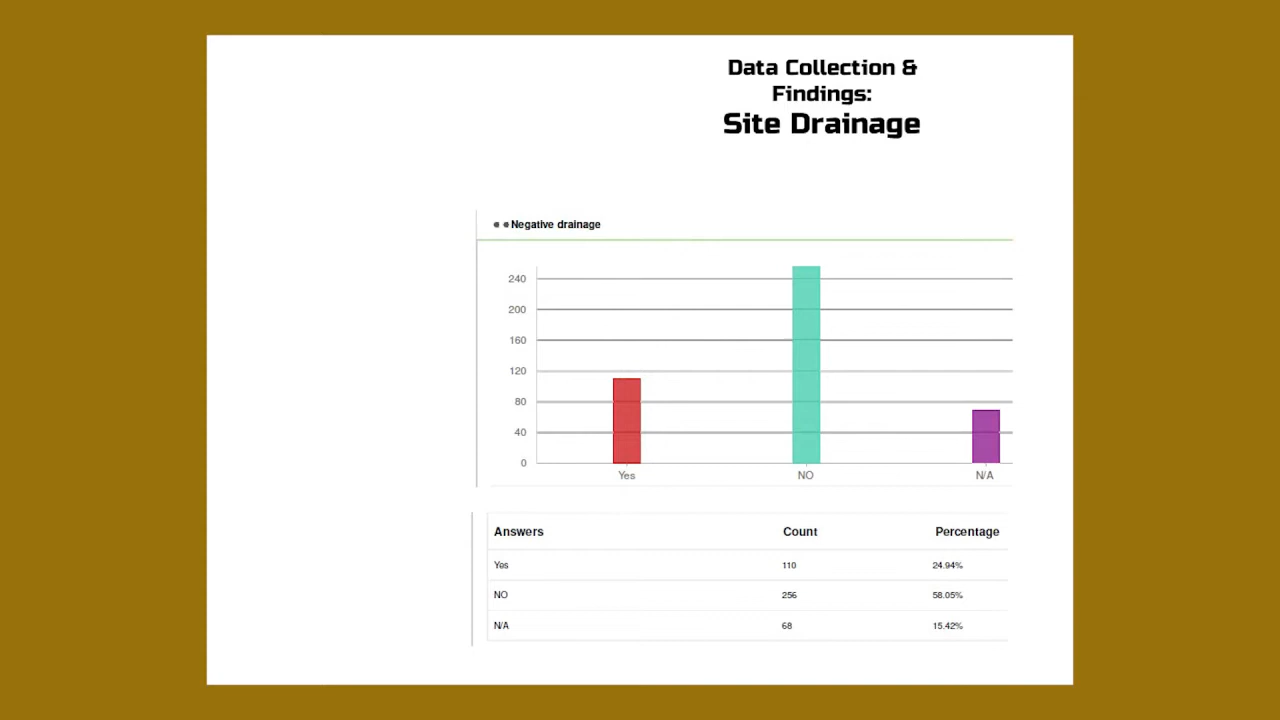 Data Collection &
Findings:
Site Drainage
Negative drainage
240
200
160
120
80
40
0
Yes NO N/A
Answers Count Percentage
Yes 110 24.94%
NO 256 58.05%
N/A 68 15.42%